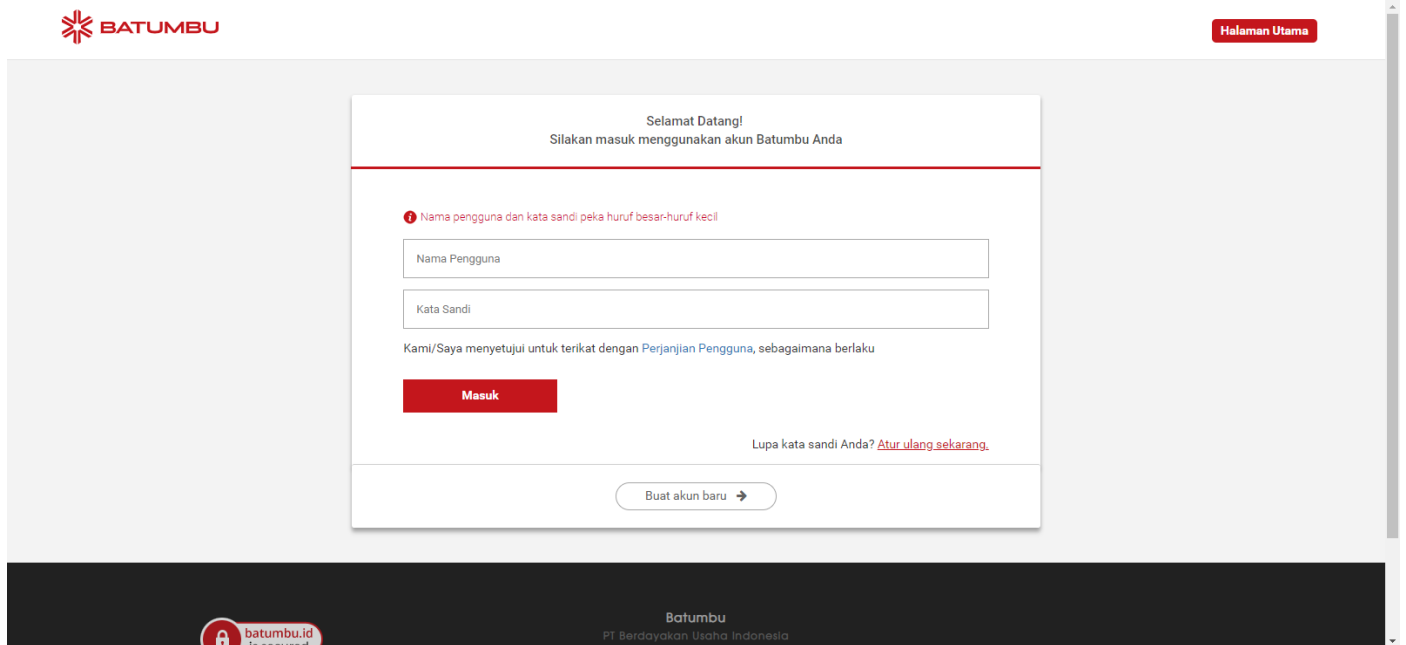 BATUMBU
Halaman Utama
Selamat Datang!
Silakan masuk menggunakan akun Batumbu Anda
Nama pengguna dan kata sandi peka huruf besar-huruf kecil
Nama Pengguna
Kata Sandi
Kami/Saya menyetujui untuk terikat dengan Perjanjian Pengguna, sebagaimana berlaku
Masuk
Lupa kata sandi Anda? Atur ulang sekarang.
Buat akun baru
Batumbu
batumbu.id
PT Berdayakan Usaha Indonesia
is secured